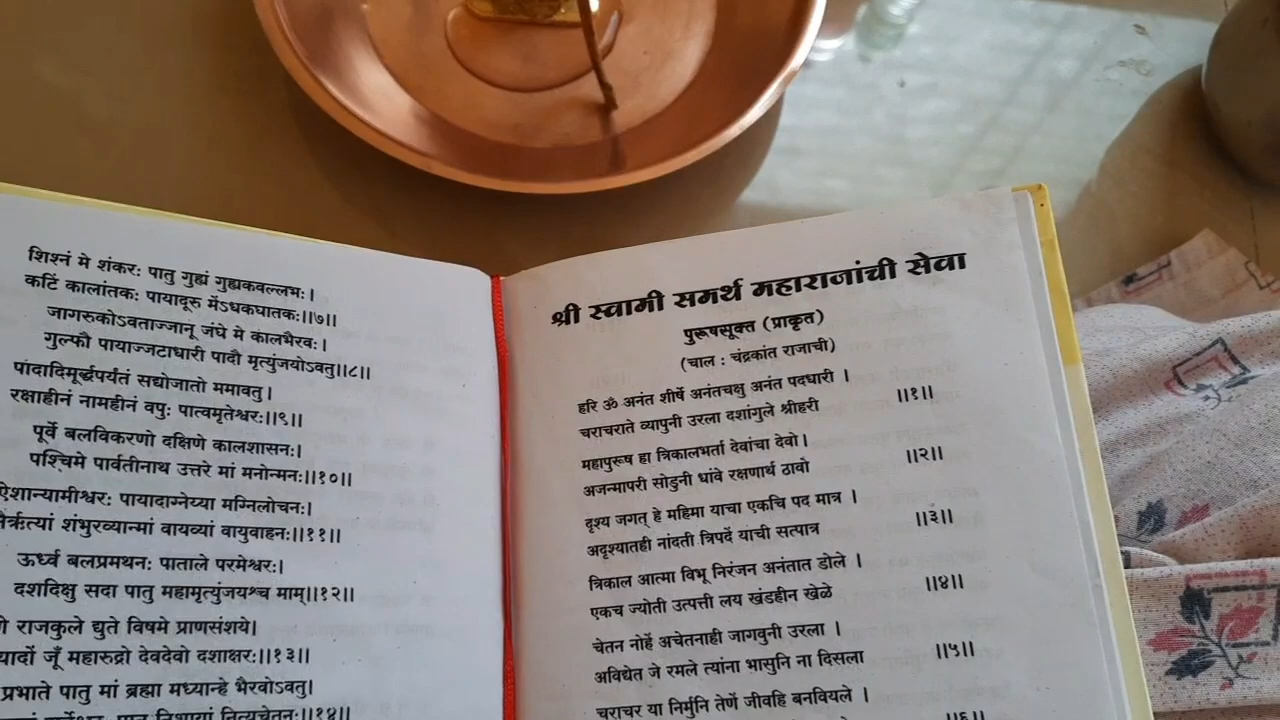 शिश्नं मे शंकरः पातु गुह्यं गुह्यकवल्लभः।
कटिं कालांतकः पायादूरु मेंऽधकघातकः।।७।।
जागरुकोऽवताज्जानू जंघे मे कालभैरवः।
गुल्फौ पायाज्जटाधारी पादौ मृत्युंजयोऽवतु।।८।।
पांदादिमूर्द्धपर्यंतं सद्योजातो ममावतु।
रक्षाहीनं नामहीनं वपुः पात्वमृतेश्वरः।।९।।
पूर्वे बलविकरणो दक्षिणे कालशासनः।
पश्चिमे पार्वतीनाथ उत्तरे मां मनोन्मनः।।१०।।
ऐशान्यामीश्वरः पायादाग्नेय्या मग्निलोचनः।
नैर्ऋत्यां शंभुरव्यान्मां वायव्यां वायुवाहनः।।११।।
ऊर्ध्व बलप्रमथनः पाताले परमेश्वरः।
दशदिक्षु सदा पातु महामृत्युंजयश्च माम्।।१२।।
राजकुले द्युते विषमे प्राणसंशये।
जूँ महारुद्रो देवदेवो दशाक्षरः।।१३।।
प्रभाते पातु मां ब्रह्मा मध्यान्हे भैरवोऽवतु।
नित्यचेतनः।।१४।।
श्री स्वामी समर्थ महाराजांची सेवा
पुरूषसूक्त (प्राकृत)
(चाल : चंद्रकांत राजाची)
हरि ॐ अनंत शीर्षे अनंतचक्षु अनंत पदधारी ।
चराचराते व्यापुनी उरला दशांगुले श्रीहरी ।।१।।
महापुरूष हा त्रिकालभर्ता देवांचा देवो।
अजन्मापरी सोडुनी धांवे रक्षणार्थ ठावो ।।२।।
दृश्य जगत् हे महिमा याचा एकचि पद मात्र ।
अदृश्यातही नांदती त्रिपदें यांची सत्पात्र ।।३।।
त्रिकाल आत्मा विभू निरंजन अनंतात डोले ।
एकच ज्योती उत्पत्ती लय खंडहीन खेळे ।।४।।
चेतन नोहें अचेतनाही जागवुनी उरला ।
अविद्येत जे रमले त्यांना भासुनि ना दिसला ।।५।।
चराचर या निर्मुनि तेणें जीवहि बनवियले ।
।।६।।